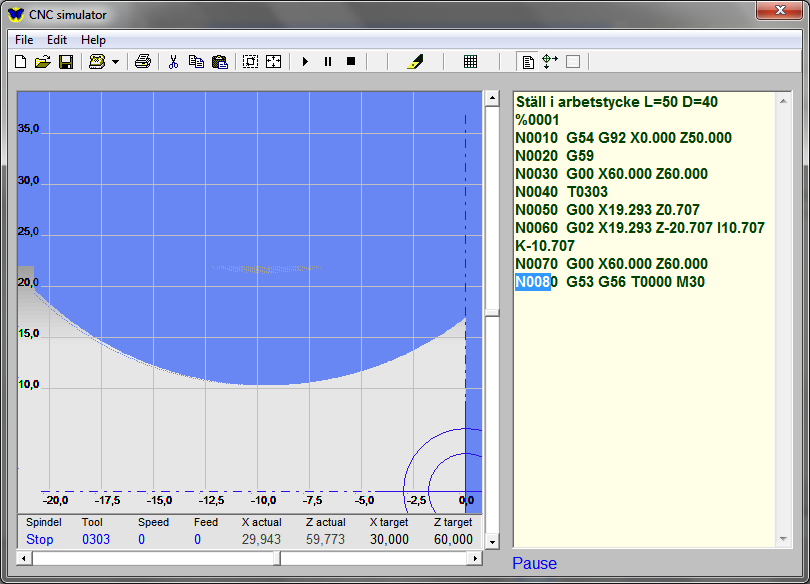 CNC simulator
File Edit Help
35,0
30,0
25,0
20,0
15,0
10,0
-20,0 -17,5 -15,0 -12,5 -10,0 -7,5 -5,0 -2,5 0,0
Spindel Tool Speed Feed X actual Z actual X target Z target
Stop 0303 0 0 29,943 59,773 30,000 60,000
Ställ i arbetstycke L=50 D=40
%0001
N0010 G54 G92 X0.000 Z50.000
N0020 G59
N0030 G00 X60.000 Z60.000
N0040 T0303
N0050 G00 X19.293 Z0.707
N0060 G02 X19.293 Z-20.707 I10.707
K-10.707
N0070 G00 X60.000 Z60.000
N0080 G53 G56 T0000 M30
Pause